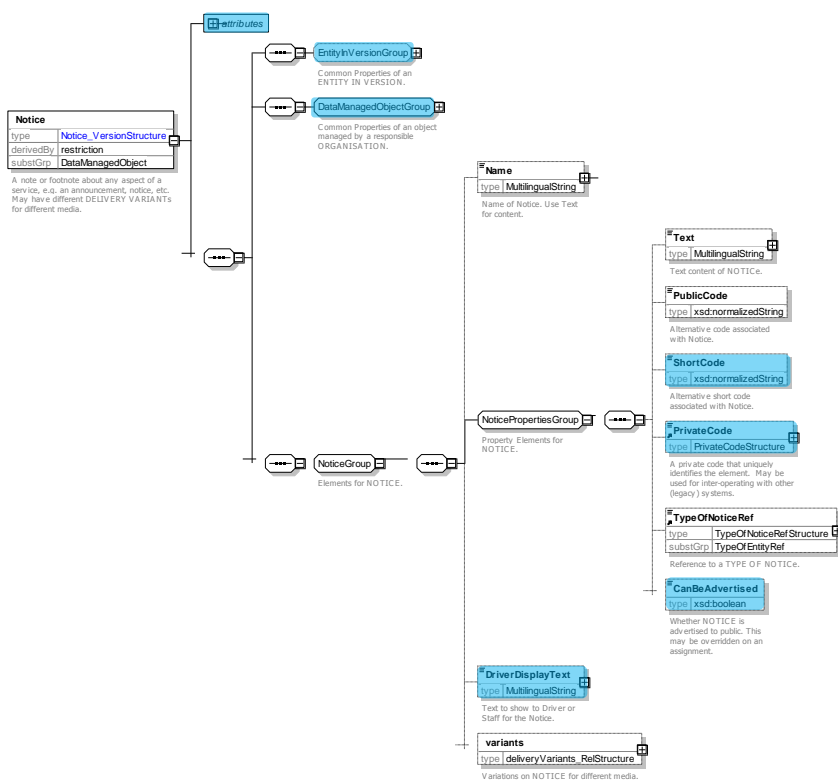 attributes
EntityInVersionGroup
Common Properties of an
ENTITY IN VERSION.
DataManagedObjectGroup
Common Properties of an object
managed by a responsible
ORGANISATION.
Notice
type Notice_VersionStructure
derivedBy restriction
substGrp DataManagedObject
A note or footnote about any aspect of a
service, e.g. an announcement, notice, etc.
May have different DELIVERY VARIANTs
for different media.
Name
type MultilingualString
Name of Notice. Use Text
for content.
Text
type MultilingualString
Text content of NOTICe.
PublicCode
type xsd:normalizedString
Alternative code associated
with Notice.
ShortCode
type xsd:normalizedString
Alternative short code
associated with Notice.
NoticePropertiesGroup
Property Elements for
NOTICE.
PrivateCode
type PrivateCodeStructure
A private code that uniquely
identifies the element. May be
used for inter-operating with other
(legacy) systems.
NoticeGroup
Elements for NOTICE.
TypeOfNoticeRef
type TypeOfNoticeRefStructure
substGrp TypeOfEntityRef
Reference to a TYPE OF NOTICe.
CanBeAdvertised
type xsd:boolean
Whether NOTICE is
advertised to public. This
may be overridden on an
assignment.
DriverDisplayText
type MultilingualString
Text to show to Driver or
Staff for the Notice.
variants
type deliveryVariants_RelStructure
Variations on NOTICE for different media.